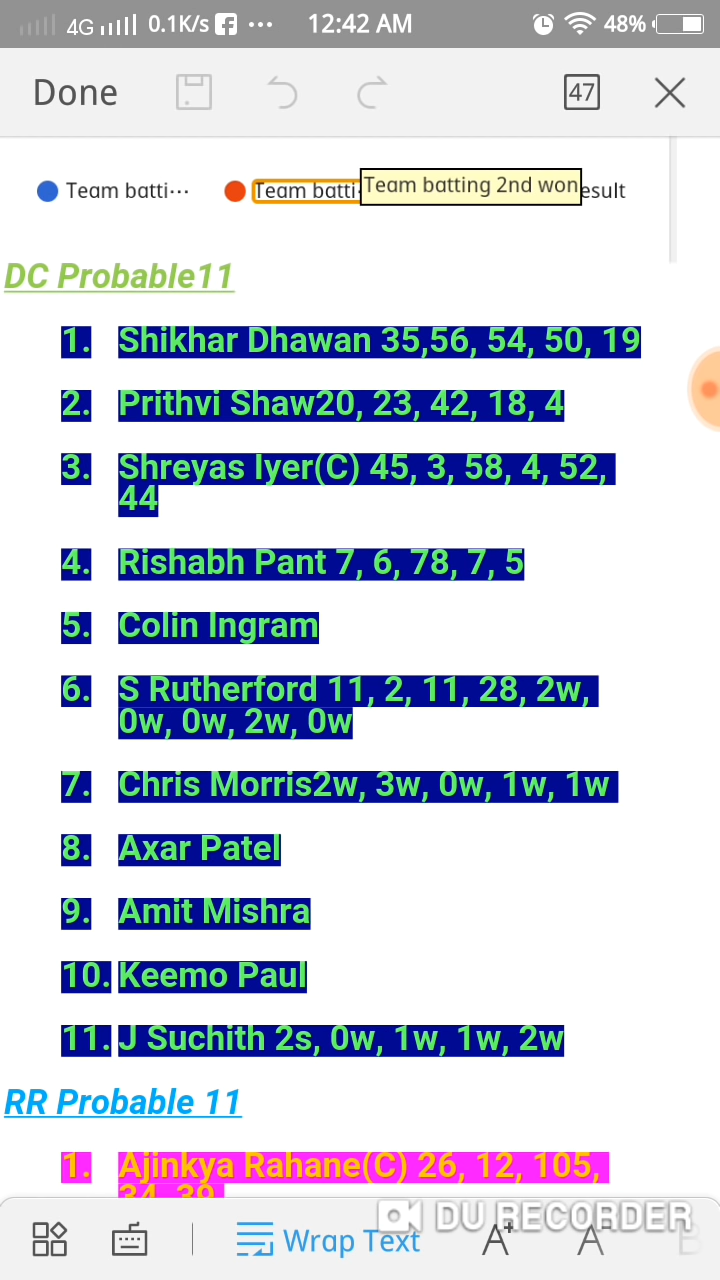 4G 0.1K/s 12:42 AM 48%
Done 47
Team batti··· Team batti Team batting 2nd won esult
DC Probable11
1. Shikhar Dhawan 35,56, 54, 50, 19
2. Prithvi Shaw20, 23, 42, 18, 4
3. Shreyas Iyer(C) 45, 3, 58, 4, 52,
44
4. Rishabh Pant 7, 6, 78, 7, 5
5. Colin Ingram
6. S Rutherford 11, 2, 11, 28, 2w,
0w, 0w, 2w, 0w
7. Chris Morris2w, 3w, 0w, 1w, 1w
8. Axar Patel
9. Amit Mishra
10. Keemo Paul
11. J Suchith 2s, 0w, 1w, 1w, 2w
RR Probable 11
1. Ajinkya Rahane(C) 26, 12, 105,
34, 39
DU RECORDER
Wrap Text A+ A- B